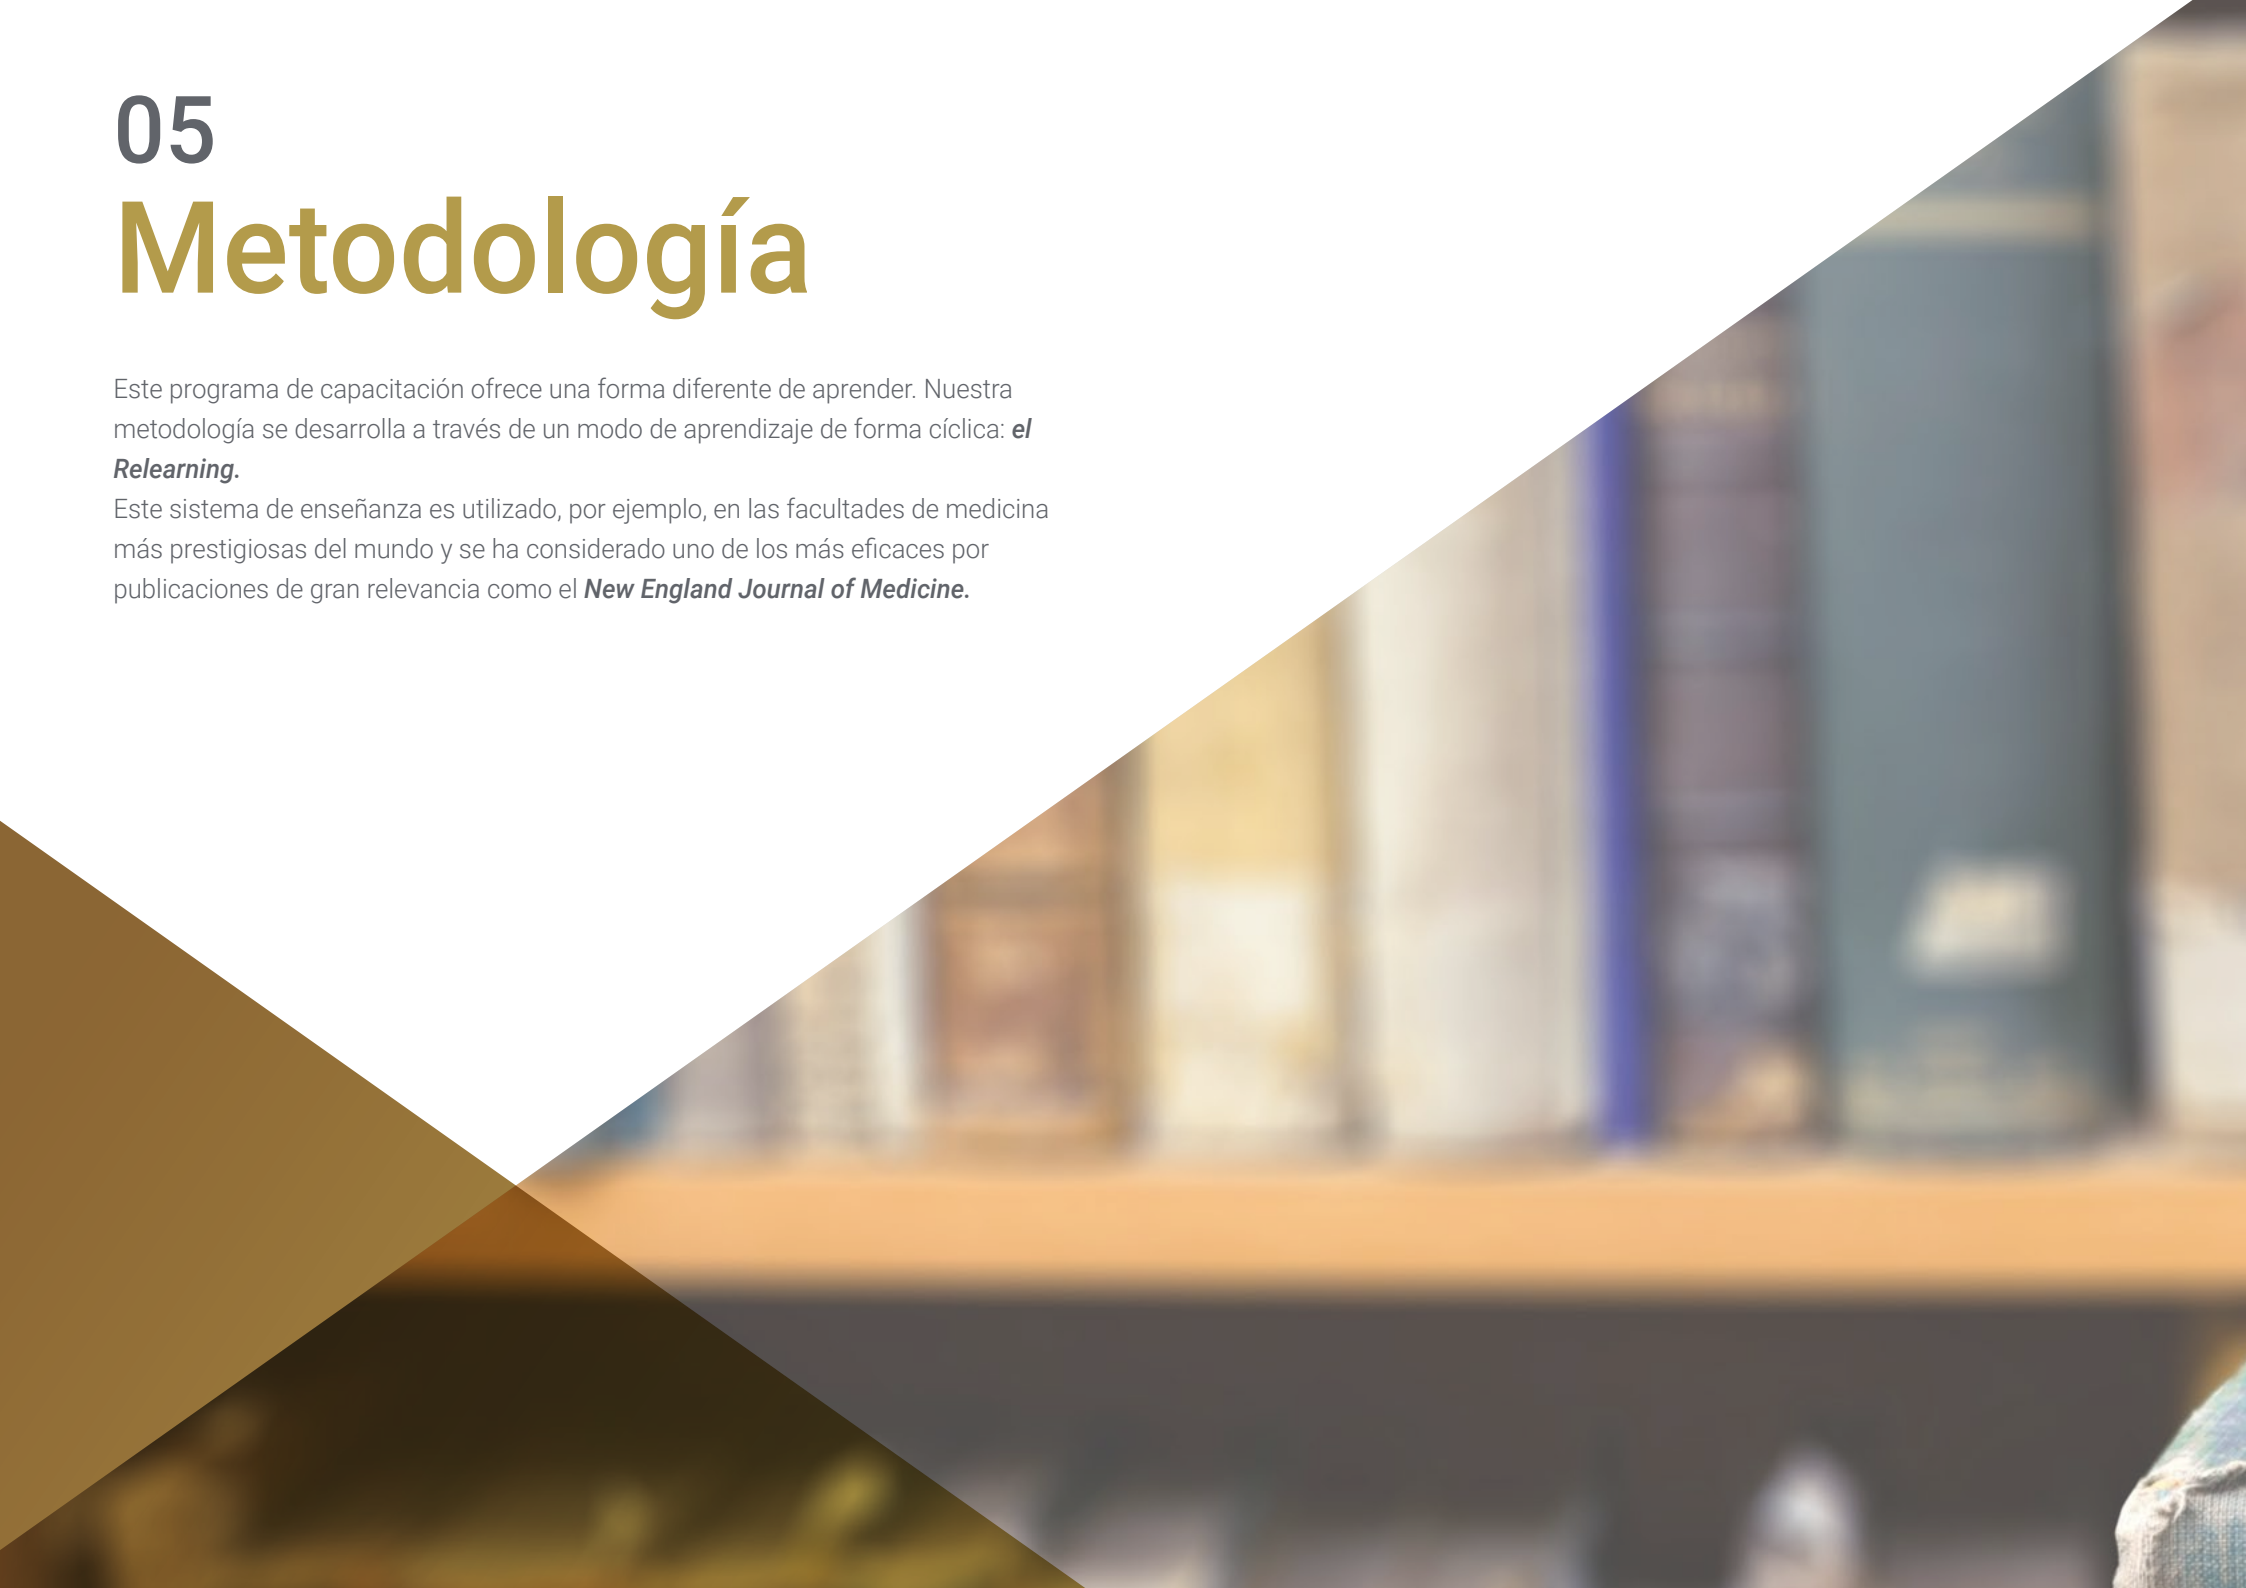 05
Metodología
Este programa de capacitación ofrece una forma diferente de aprender. Nuestra
metodología se desarrolla a través de un modo de aprendizaje de forma cíclica: el
Relearning.
Este sistema de enseñanza es utilizado, por ejemplo, en las facultades de medicina
más prestigiosas del mundo y se ha considerado uno de los más eficaces por
publicaciones de gran relevancia como el New England Journal of Medicine.